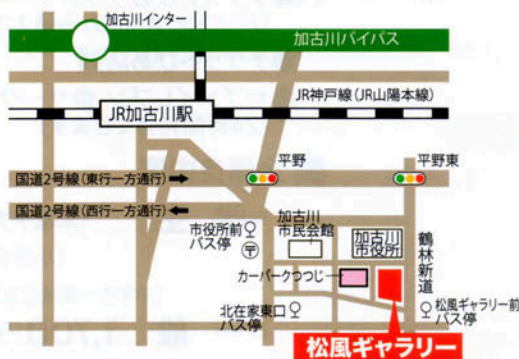 加古川インター
加古川バイパス
JR加古川駅
JR神戸線(JR山陽本線)
平野
平野東
国道2号線(東行一方通行)
国道2号線(西行一方通行)
市役所前
バス停
〒
加古川
市民会館
加古川
市役所
鶴林新道
カーパークつつじ
北在家東口
バス停
松風ギャラリー前
バス停
松風ギャラリー